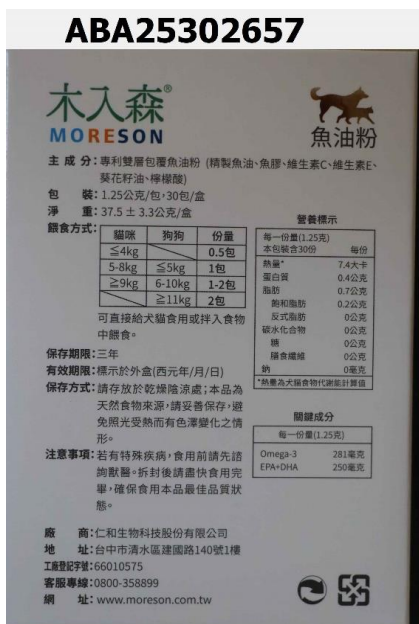 ABA25302657
木入森®
MORESON
魚油粉
主 成 分：專利雙層包覆魚油粉 (精製魚油、魚膠、維生素C、維生素E、
葵花籽油、檸檬酸)
包　　裝：1.25公克/包，30包/盒
淨　　重：37.5 ± 3.3公克/盒
餵食方式：
貓咪 狗狗 份量
≦4kg 0.5包
5-8kg ≦5kg 1包
≧9kg 6-10kg 1-2包
≧11kg 2包
可直接給犬貓食用或拌入食物
中餵食。
保存期限：三年
有效期限：標示於外盒(西元年/月/日)
保存方式：請存放於乾燥陰涼處；本品為
天然食物來源，請妥善保存，避
免照光受熱而有色澤變化之情
形。
注意事項：若有特殊疾病，食用前請先諮
詢獸醫。拆封後請盡快食用完
畢，確保食用本品最佳品質狀
態。
營養標示
每一份量(1.25克)
本包裝含30份 每份
熱量* 7.4大卡
蛋白質 0.4公克
脂肪 0.7公克
飽和脂肪 0.2公克
反式脂肪 0公克
碳水化合物 0公克
糖 0公克
膳食纖維 0公克
鈉 0毫克
*熱量為犬貓食物代謝能計算值
關鍵成分
每一份量(1.25克)
Omega-3 281毫克
EPA+DHA 250毫克
廠　　商：仁和生物科技股份有限公司
地　　址：台中市清水區建國路140號1樓
工廠登記字號：66010575
客服專線：0800-358899
網　　址：www.moreson.com.tw